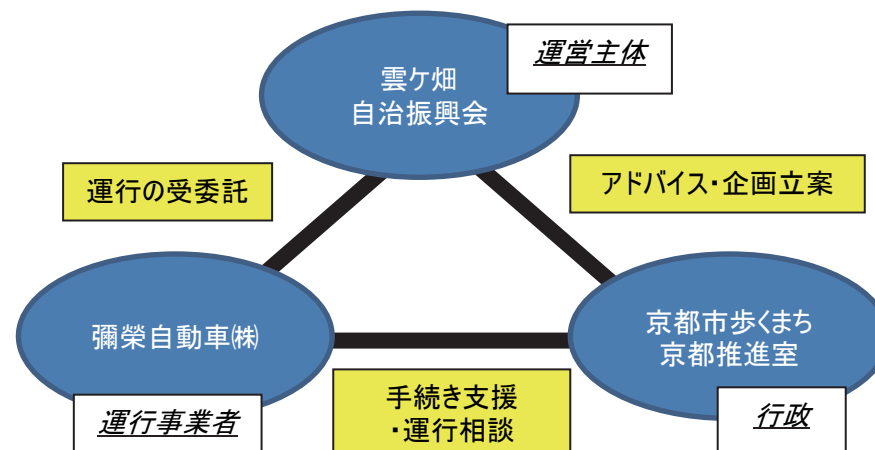 運営主体
雲ケ畑
自治振興会
運行の受委託
アドバイス・企画立案
彌榮自動車㈱
京都市歩くまち
京都推進室
運行事業者
手続き支援
・運行相談
行政